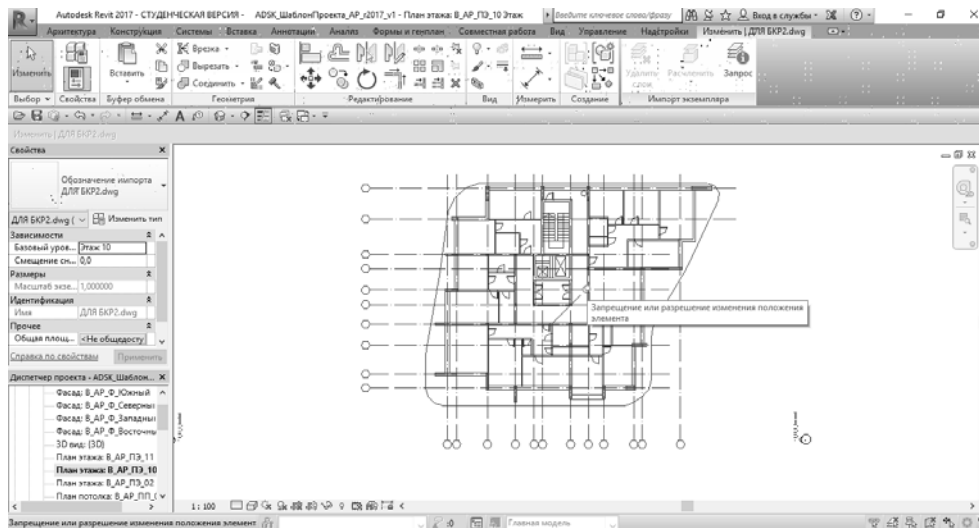 Autodesk Revit 2017 - СТУДЕНЧЕСКАЯ ВЕРСИЯ - ADSK_ШаблонПроекта_АР_r2017_v1 - План этажа: В_АР_ПЭ_10 Этаж
Введите ключевое слово/фразу
Вход в службы
Архитектура Конструкция Системы Вставка Аннотации Анализ Формы и генплан Совместная работа Вид Управление Надстройки Изменить | ДЛЯ БКР2.dwg
Изменить Вставить Врезка Вырезать Соединить Удалить слои Расчленить Запрос
Выбор Свойства Буфер обмена Геометрия Редактирование Вид Измерить Создание Импорт экземпляра
Изменить | ДЛЯ БКР2.dwg
Свойства
Обозначение импорта
ДЛЯ БКР2.dwg
ДЛЯ БКР2.dwg ( Изменить тип
Зависимости
Базовый уров... Этаж 10
Смещение сн... 0,0
Размеры
Масштаб экзе... 1,000000
Идентификация
Имя ДЛЯ БКР2.dwg
Прочее
Общая площ... <Не общедосту
Справка по свойствам Применить
Диспетчер проекта - ADSK_Шаблон...
Фасад: В_АР_Ф_Южный
Фасад: В_АР_Ф_Северный
Фасад: В_АР_Ф_Западный
Фасад: В_АР_Ф_Восточны
3D вид: {3D}
План этажа: В_АР_ПЭ_11
План этажа: В_АР_ПЭ_10
План этажа: В_АР_ПЭ_02
План потолка: В_АР_ПП_(
Запрещение или разрешение изменения положения
элемента
1 : 100
Запрещение или разрешение изменения положения элемент
:0 Главная модель